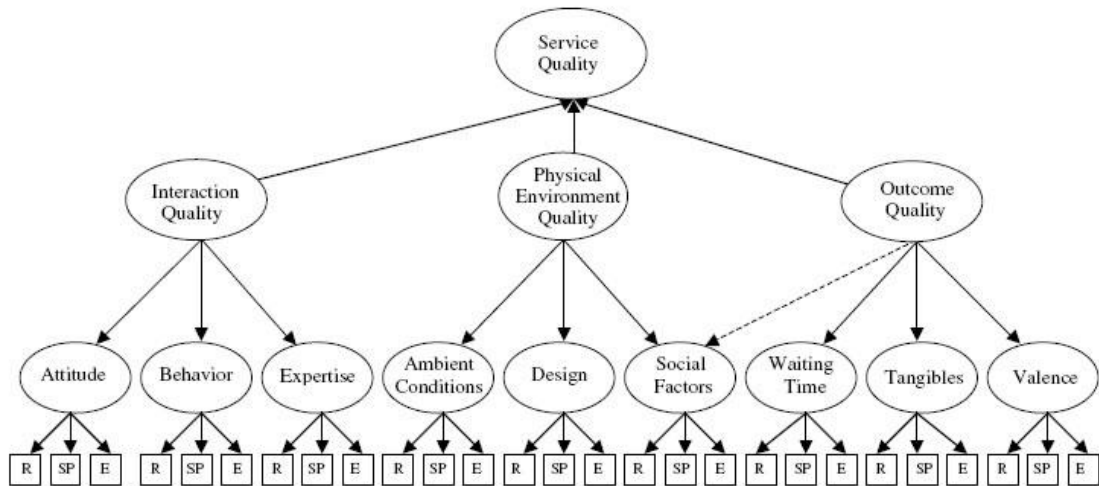 Service
Quality
Interaction
Quality
Physical
Environment
Quality
Outcome
Quality
Attitude
Behavior
Expertise
Ambient
Conditions
Design
Social
Factors
Waiting
Time
Tangibles
Valence
R SP E R SP E R SP E R SP E R SP E R SP E R SP E R SP E R SP E